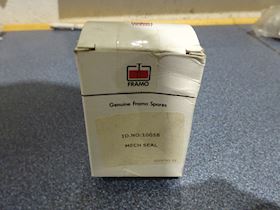 FRAMO
Genuine Framo Spares
ID.NO:10058
MECH SEAL